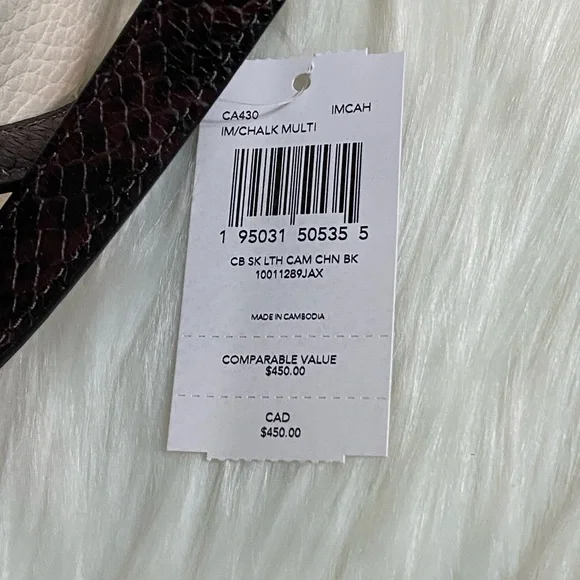 CA430 IMCAH
IM/CHALK MULTI
1 95031 50535 5
CB SK LTH CAM CHN BK
10011289JAX
MADE IN CAMBODIA
COMPARABLE VALUE
$450.00
CAD
$450.00